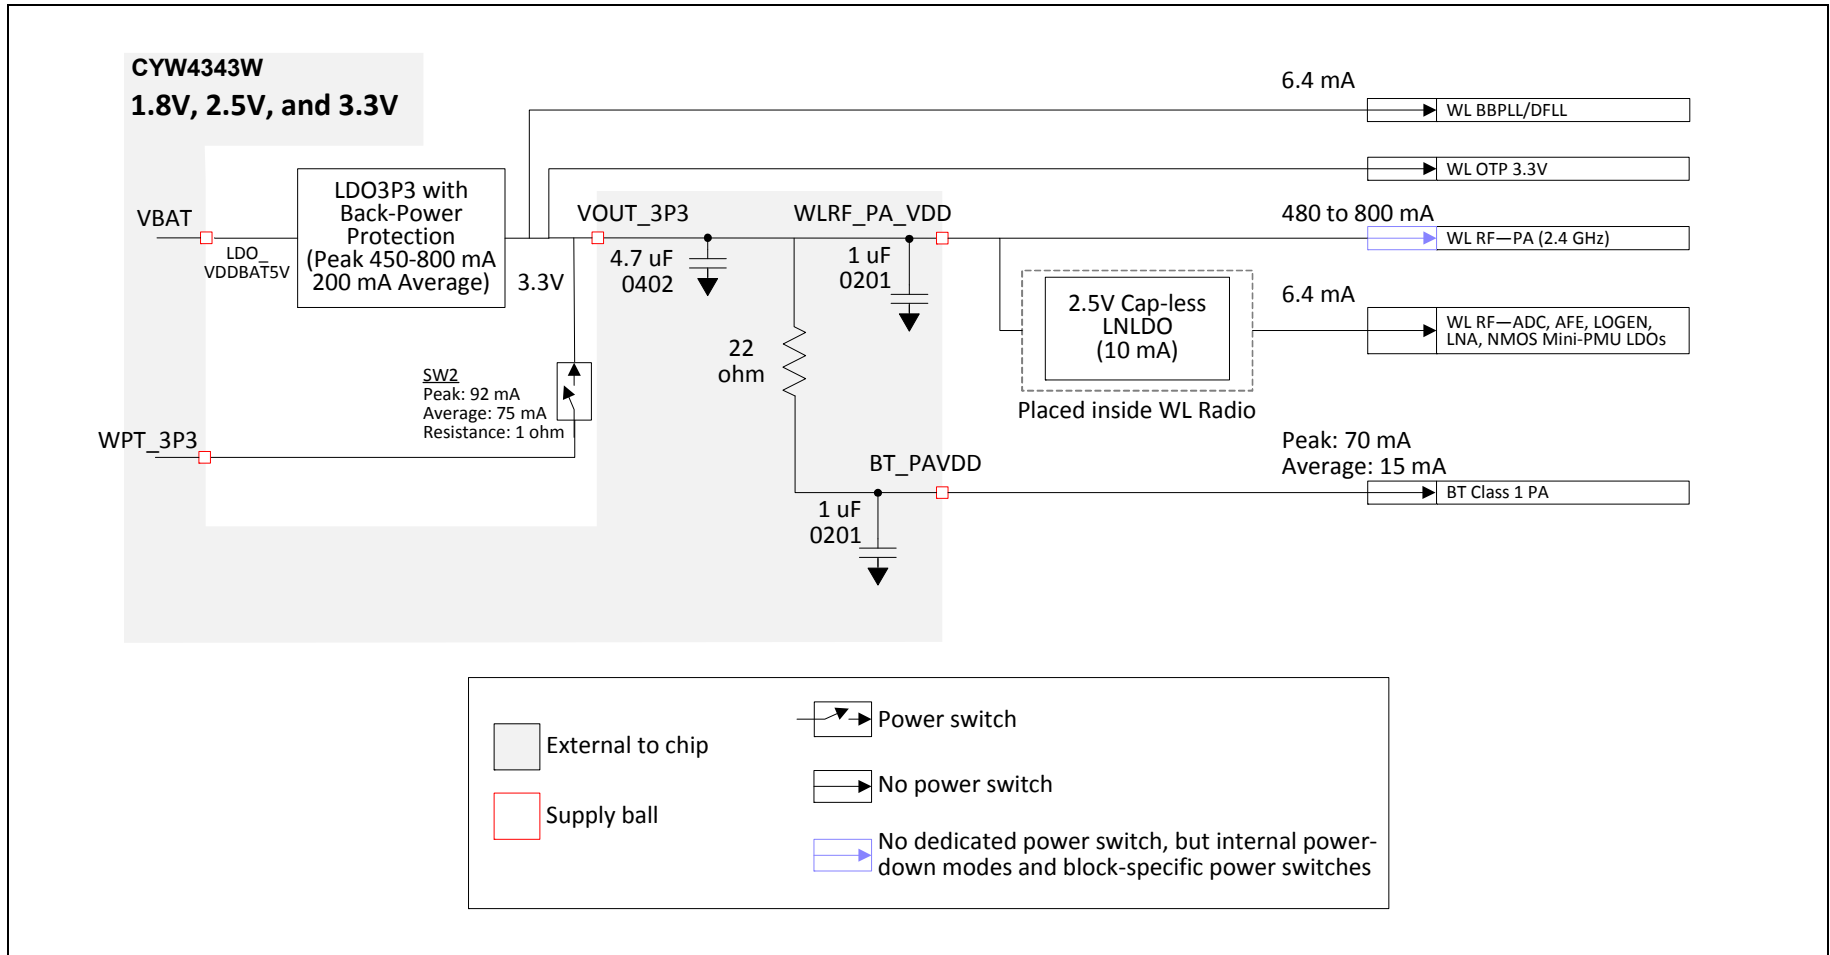 CYW4343W
1.8V, 2.5V, and 3.3V
6.4 mA
WL BBPLL/DFLL
WL OTP 3.3V
VBAT
LDO_
VDDBAT5V
LDO3P3 with
Back-Power
Protection
(Peak 450-800 mA
200 mA Average)
3.3V
VOUT_3P3
4.7 uF
0402
WLRF_PA_VDD
1 uF
0201
480 to 800 mA
WL RF—PA (2.4 GHz)
2.5V Cap-less
LNLDO
(10 mA)
Placed inside WL Radio
6.4 mA
WL RF—ADC, AFE, LOGEN,
LNA, NMOS Mini-PMU LDOs
22
ohm
SW2
Peak: 92 mA
Average: 75 mA
Resistance: 1 ohm
WPT_3P3
BT_PAVDD
1 uF
0201
Peak: 70 mA
Average: 15 mA
BT Class 1 PA
External to chip
Supply ball
Power switch
No power switch
No dedicated power switch, but internal power-
down modes and block-specific power switches